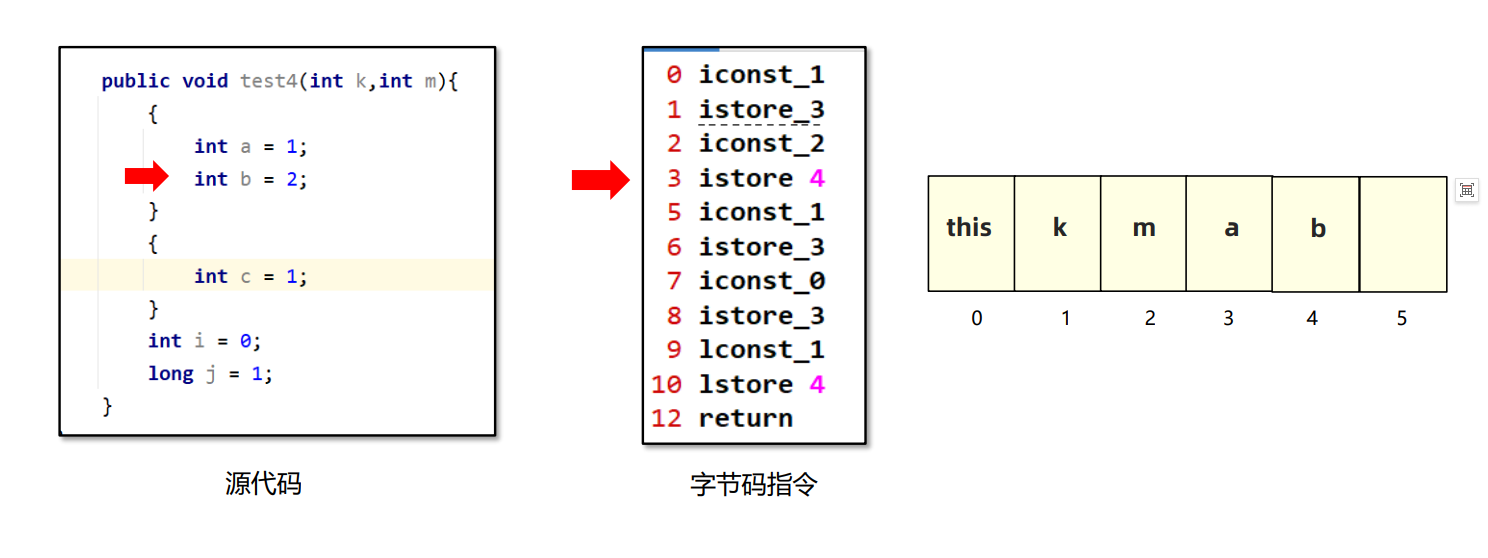 public void test4(int k,int m){
{
int a = 1;
int b = 2;
}
{
int c = 1;
}
int i = 0;
long j = 1;
}
源代码
0 iconst_1
1 istore_3
2 iconst_2
3 istore 4
5 iconst_1
6 istore_3
7 iconst_0
8 istore_3
9 lconst_1
10 lstore 4
12 return
字节码指令
this k m a b
0 1 2 3 4 5